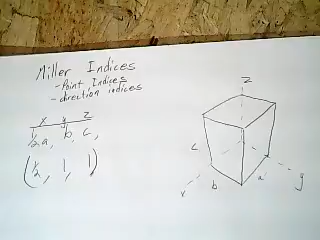 Miller Indices
- Point Indices
- direction indices
x y z
1/2a, b, c,
(1/2, 1, 1)
z
c
x
b
a
y